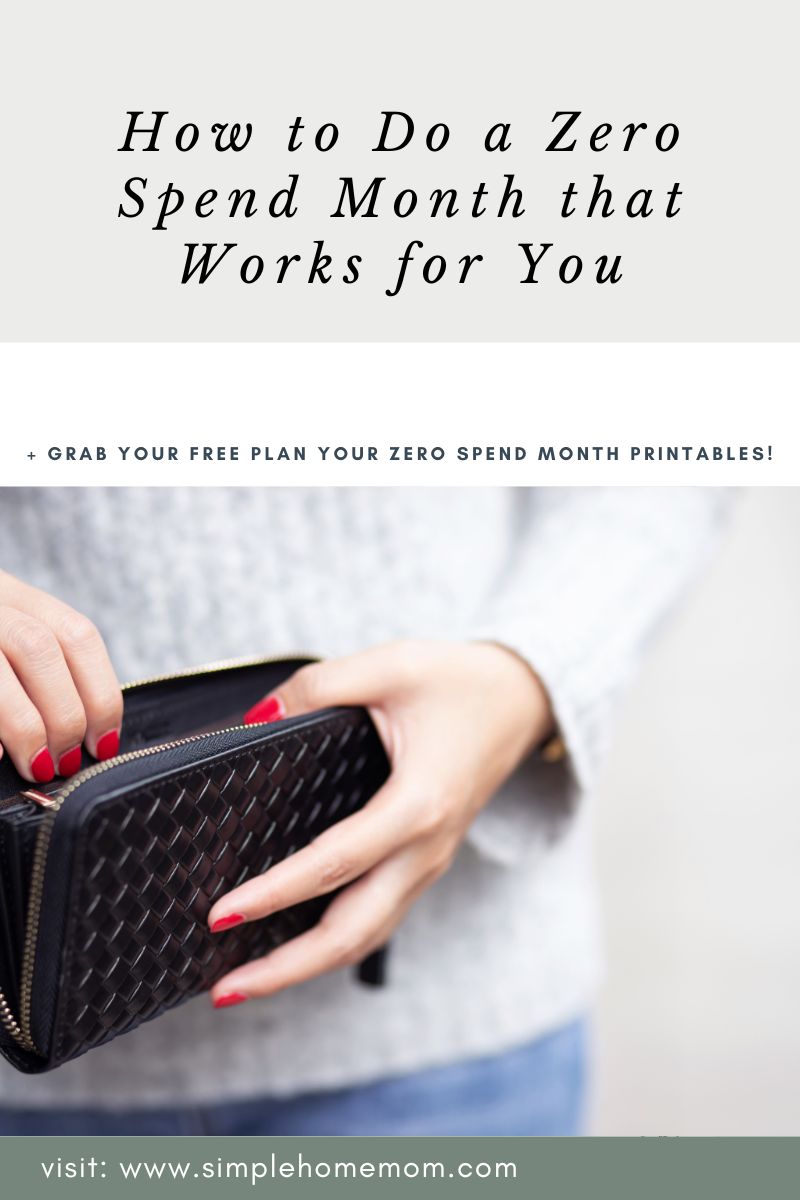 How to Do a Zero
Spend Month that
Works for You
+ GRAB YOUR FREE PLAN YOUR ZERO SPEND MONTH PRINTABLES!
visit: www.simplehomemom.com